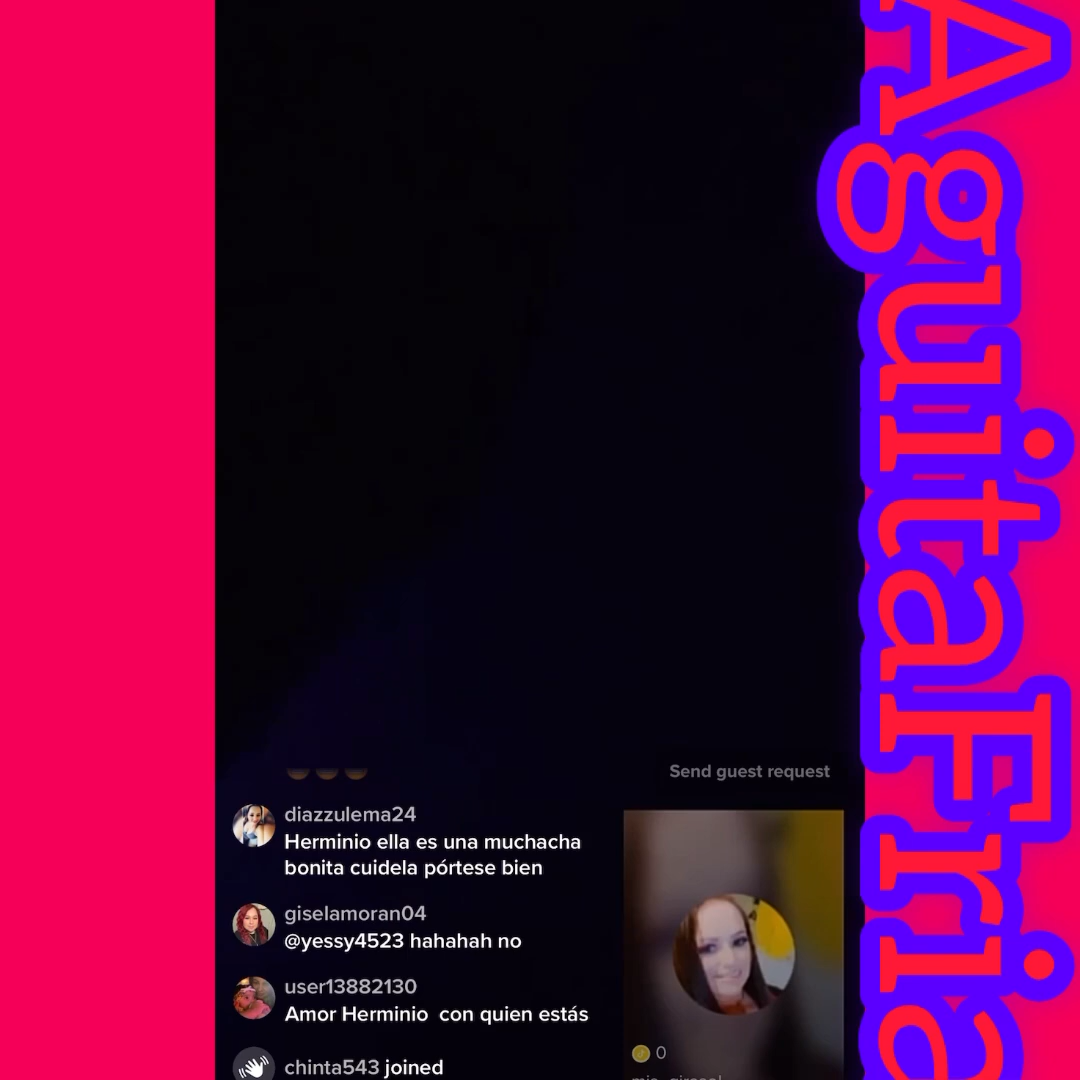 AguitaFria
Send guest request
diazzulema24
Herminio ella es una muchacha
bonita cuidela pórtese bien
giselamoran04
@yessy4523 hahahah no
user13882130
Amor Herminio  con quien estás
chinta543 joined
0